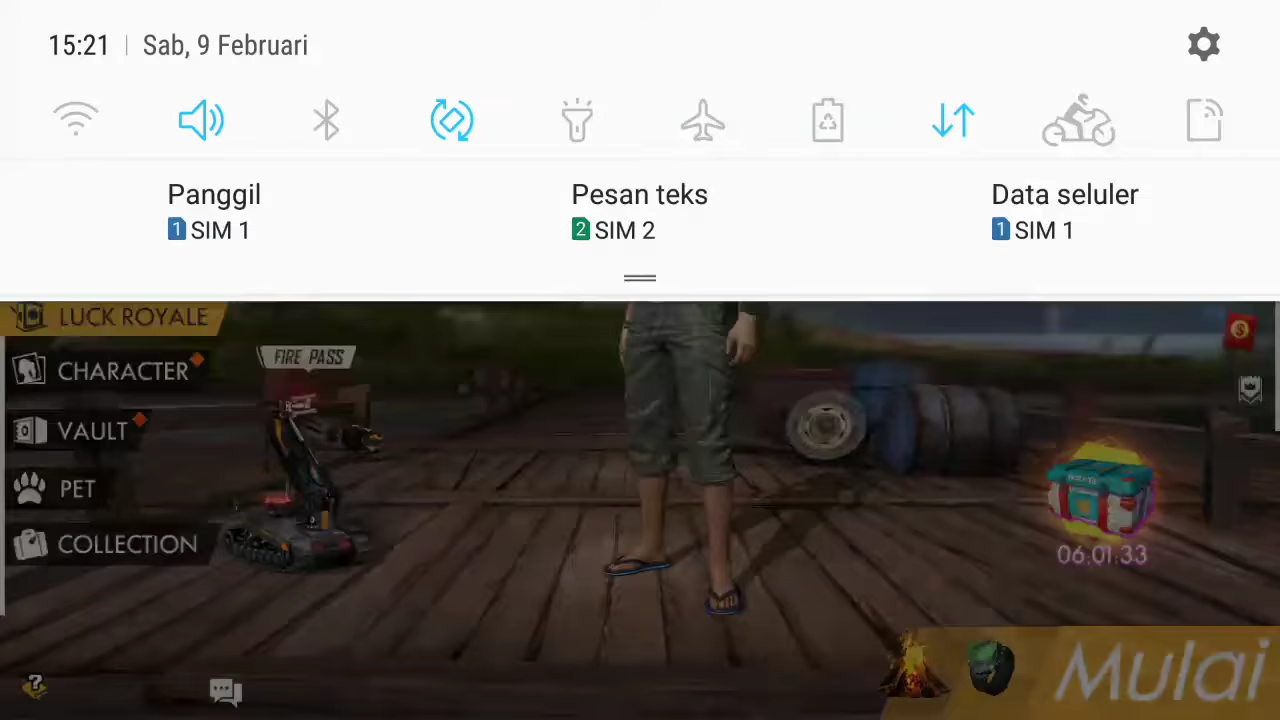 15:21 | Sab, 9 Februari
Panggil
1 SIM 1
Pesan teks
2 SIM 2
Data seluler
1 SIM 1
LUCK ROYALE
CHARACTER
FIRE PASS
VAULT
PET
COLLECTION
06:01:33
Mulai